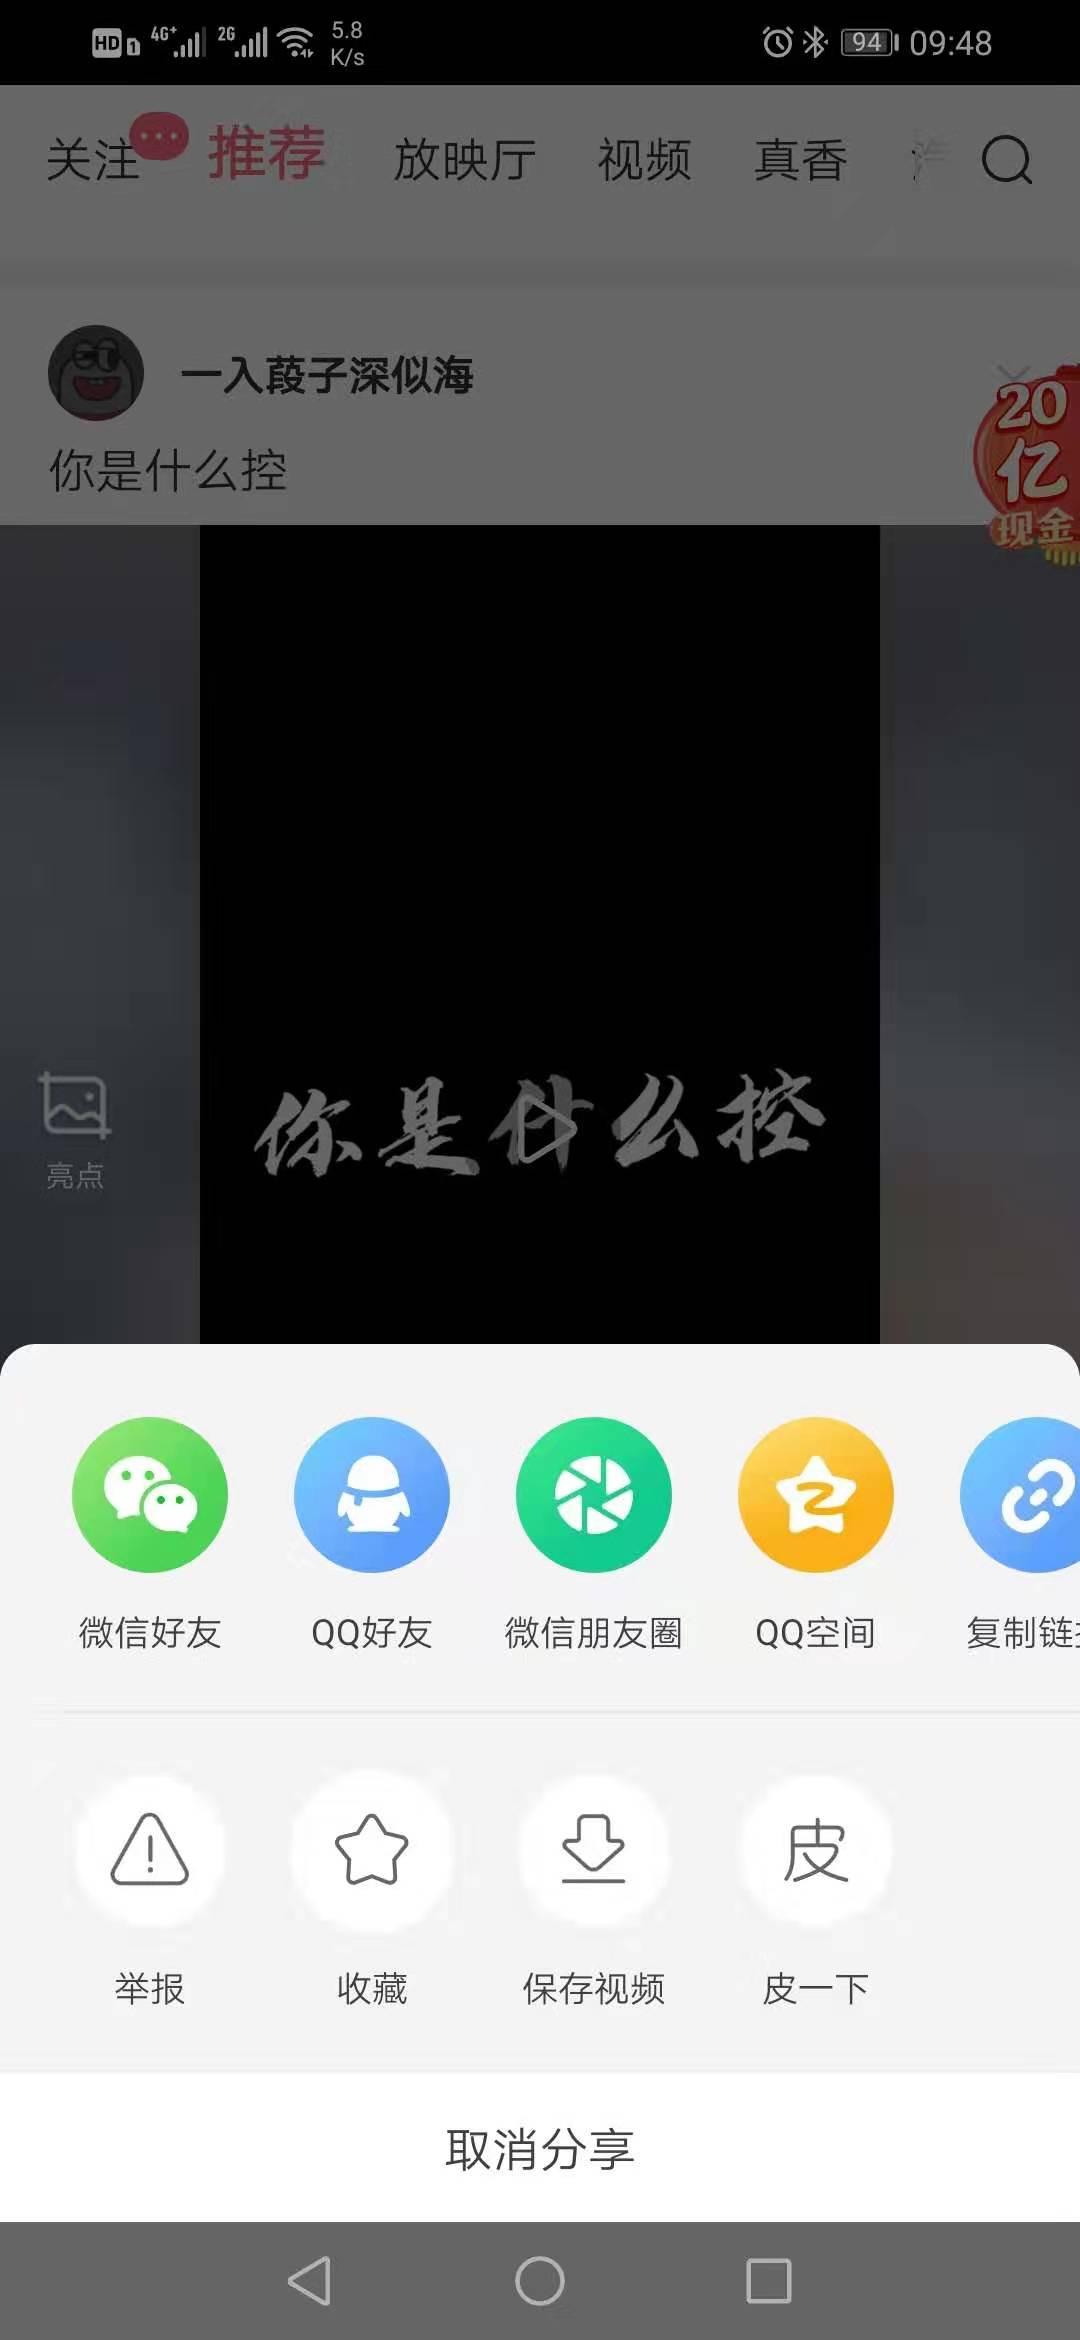 HD 1 4G+ 2G 5.8 K/s 94 09:48
关注 推荐 放映厅 视频 真香
一入葮子深似海
你是什么控
20
亿
现金
你是什么控
亮点
微信好友 QQ好友 微信朋友圈 QQ空间 复制链
举报 收藏 保存视频 皮一下
皮
取消分享